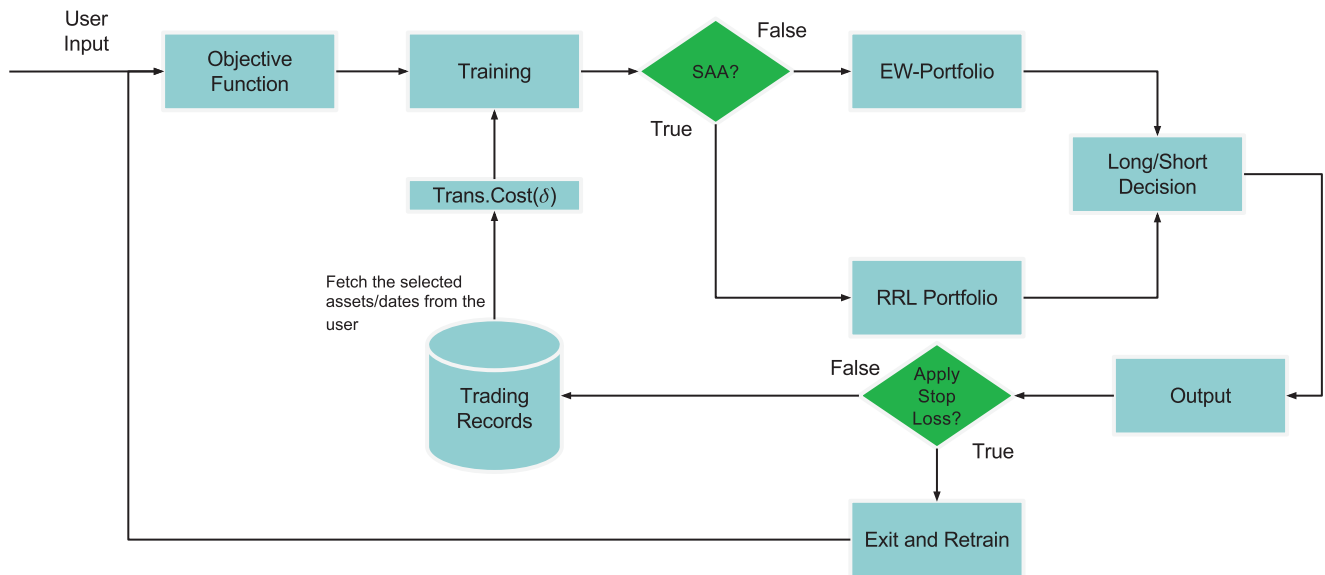 User
Input
Objective
Function
Training
SAA?
False
EW-Portfolio
True
Long/Short
Decision
Trans.Cost(δ)
Fetch the selected
assets/dates from the
user
RRL Portfolio
Trading
Records
False
Apply
Stop
Loss?
Output
True
Exit and Retrain